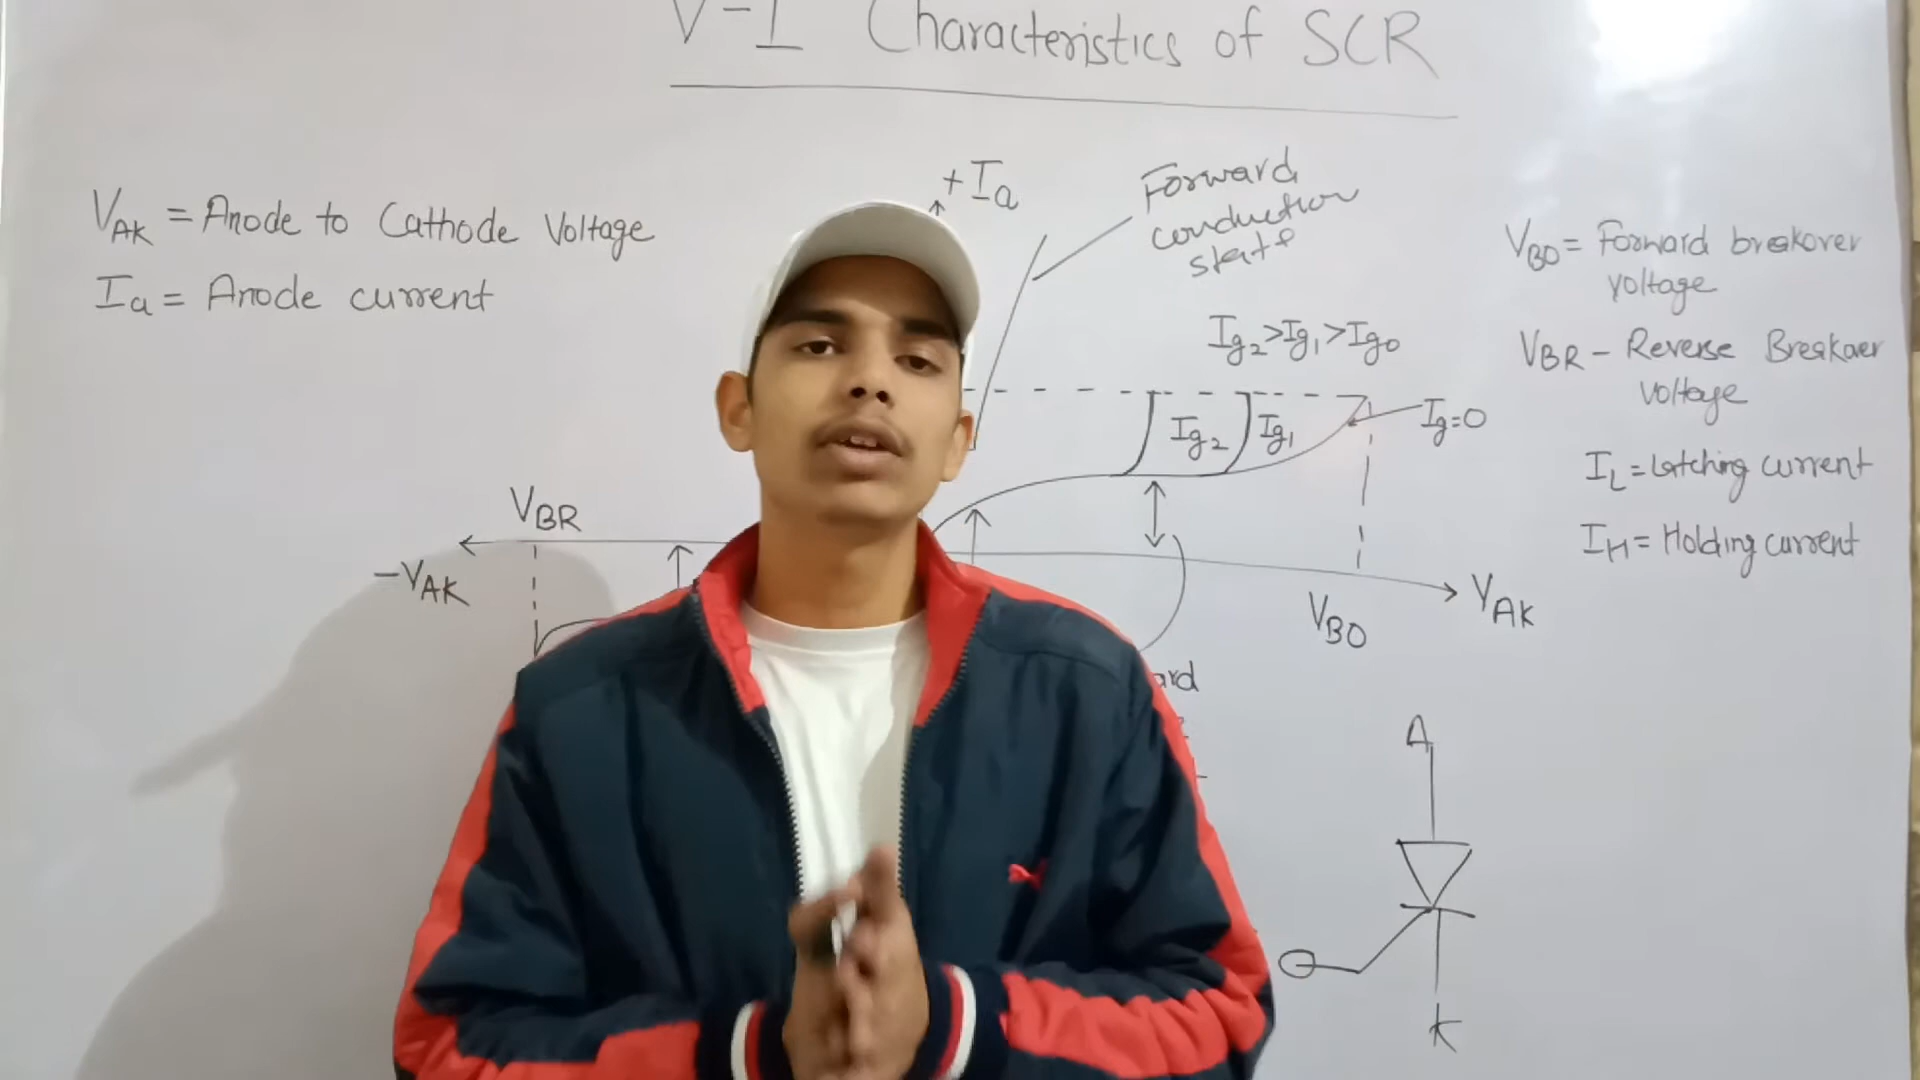 V-I Characteristics of SCR
VAK = Anode to Cathode Voltage
Ia = Anode current
+Ia
Forward
conduction
state
Ig2>Ig1>Ig0
Ig2
Ig1
Ig=0
VBR
-VAK
VBO
VAK
ard
VBO = Forward breakover
voltage
VBR - Reverse Breakover
voltage
IL = Latching current
IH = Holding current
A
K